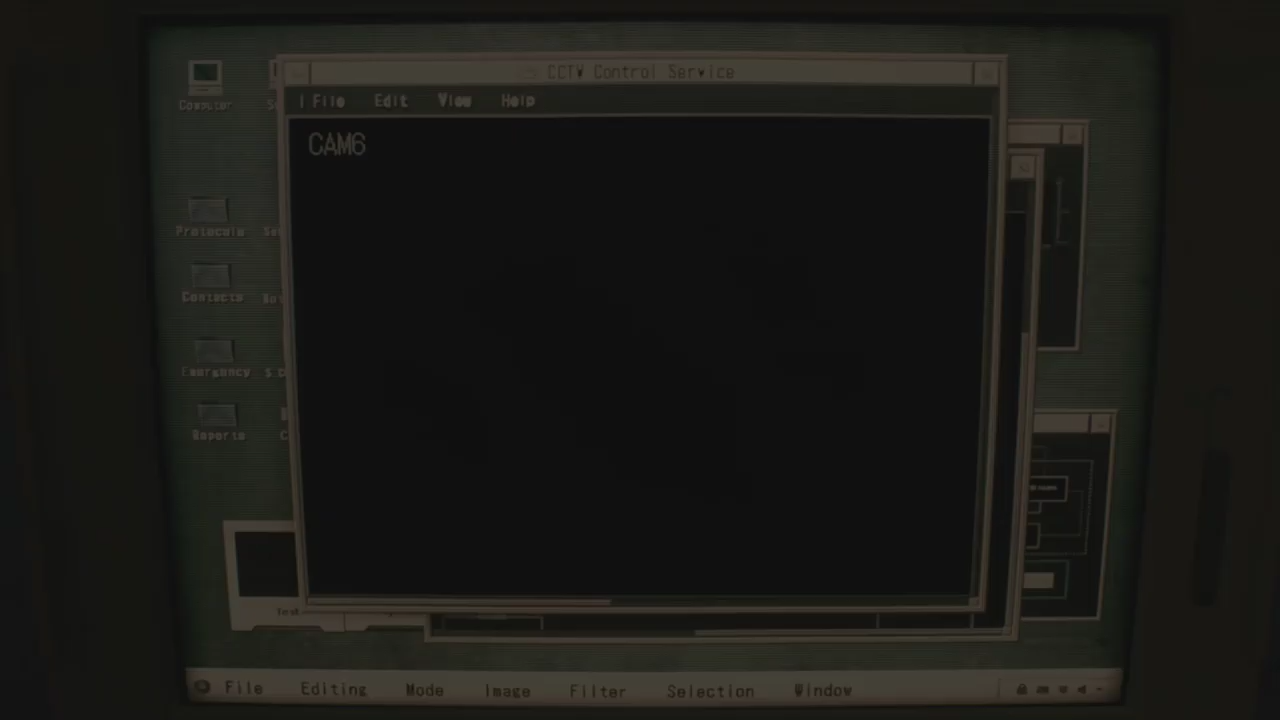 CCTV Control Service
File Edit View Help
CAM6
Computer
Protocols
Contacts
Emergency
Reports
File Editing Mode Image Filter Selection Window